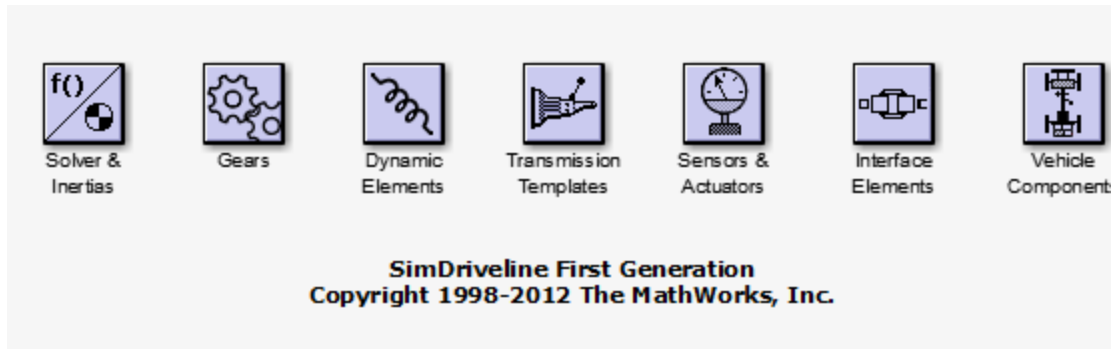 f()
Solver &
Inertias
Gears
Dynamic
Elements
Transmission
Templates
Sensors &
Actuators
Interface
Elements
Vehicle
Components
SimDriveline First Generation
Copyright 1998-2012 The MathWorks, Inc.